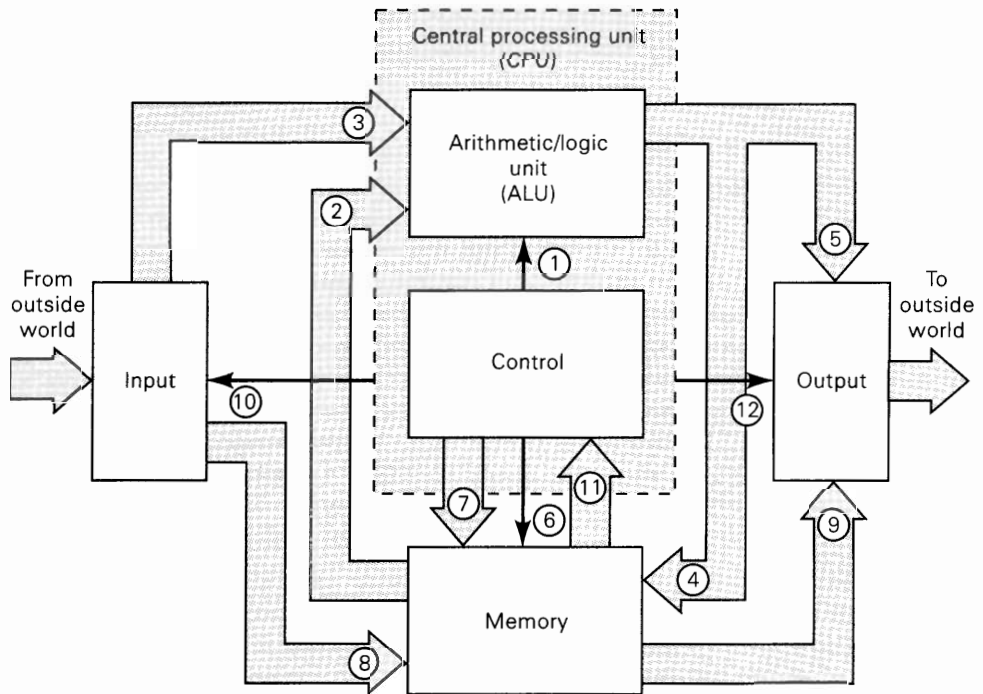 Central processing unit
(CPU)
3
Arithmetic/logic
unit
(ALU)
2
1
5
From
outside
world
To
outside
world
Input
Control
Output
10
12
7
6
11
9
4
8
Memory